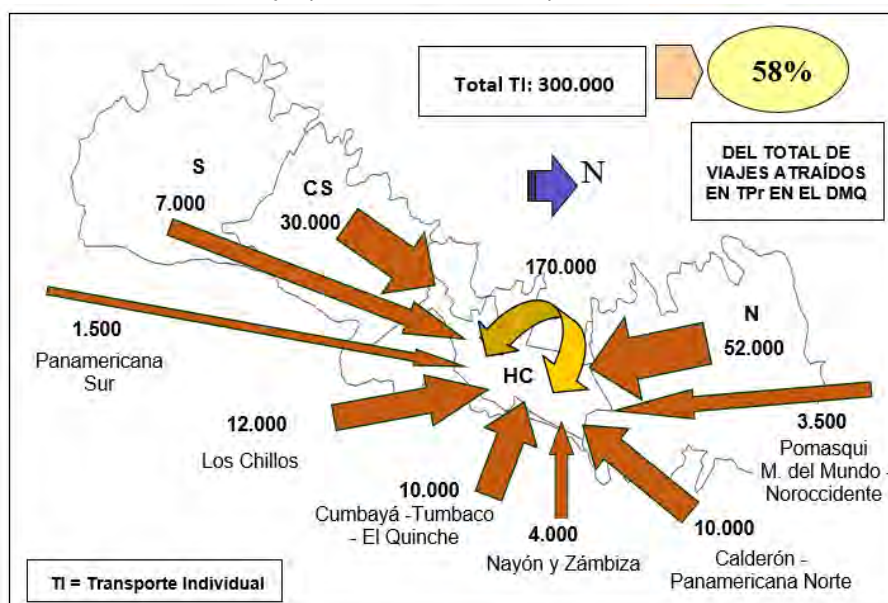 Total TI: 300.000
58%
DEL TOTAL DE
VIAJES ATRAÍDOS
EN TPr EN EL DMQ
N
S
7.000
CS
30.000
170.000
N
52.000
HC
1.500
Panamericana
Sur
12.000
Los Chillos
10.000
Cumbayá -Tumbaco
- El Quinche
4.000
Nayón y Zámbiza
10.000
Calderón -
Panamericana Norte
3.500
Pomasqui
M. del Mundo -
Noroccidente
TI = Transporte Individual